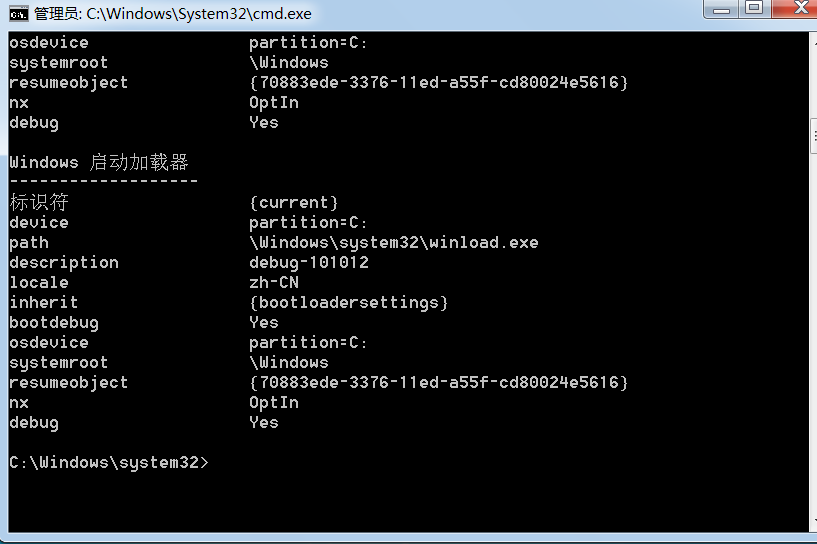 管理员: C:\Windows\System32\cmd.exe
osdevice                partition=C:
systemroot              \Windows
resumeobject            {70883ede-3376-11ed-a55f-cd80024e5616}
nx                      OptIn
debug                   Yes

Windows 启动加载器
-------------------
标识符                  {current}
device                  partition=C:
path                    \Windows\system32\winload.exe
description             debug-101012
locale                  zh-CN
inherit                 {bootloadersettings}
bootdebug               Yes
osdevice                partition=C:
systemroot              \Windows
resumeobject            {70883ede-3376-11ed-a55f-cd80024e5616}
nx                      OptIn
debug                   Yes

C:\Windows\system32>